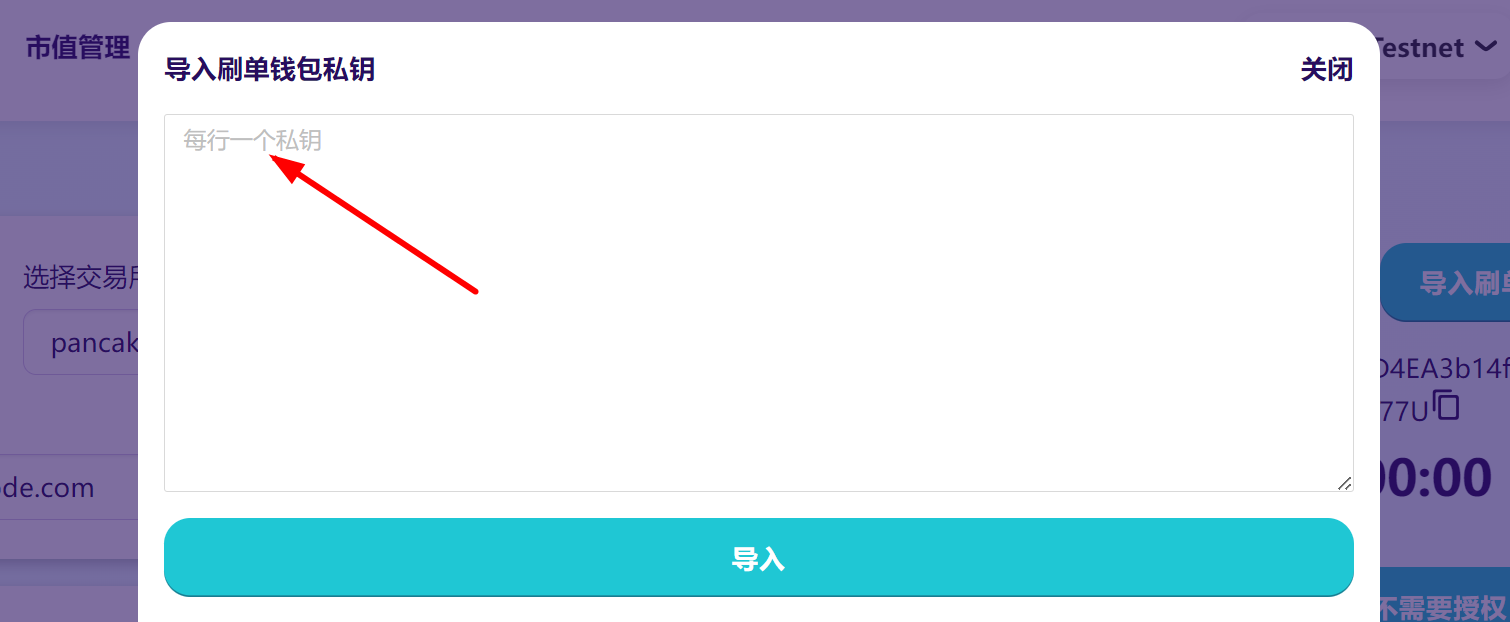 市值管理
导入刷单钱包私钥
关闭
Testnet
每行一个私钥
选择交易所
pancak
导入刷单
D4EA3b14f
77U
de.com
00:00
导入
不需要授权